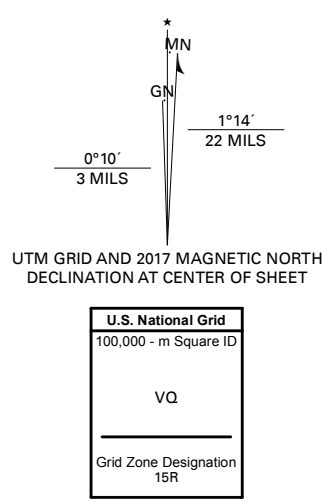 ★
MN
GN
1°14´
22 MILS
0°10´
3 MILS
UTM GRID AND 2017 MAGNETIC NORTH
DECLINATION AT CENTER OF SHEET
U.S. National Grid
100,000 - m Square ID
VQ
Grid Zone Designation
15R